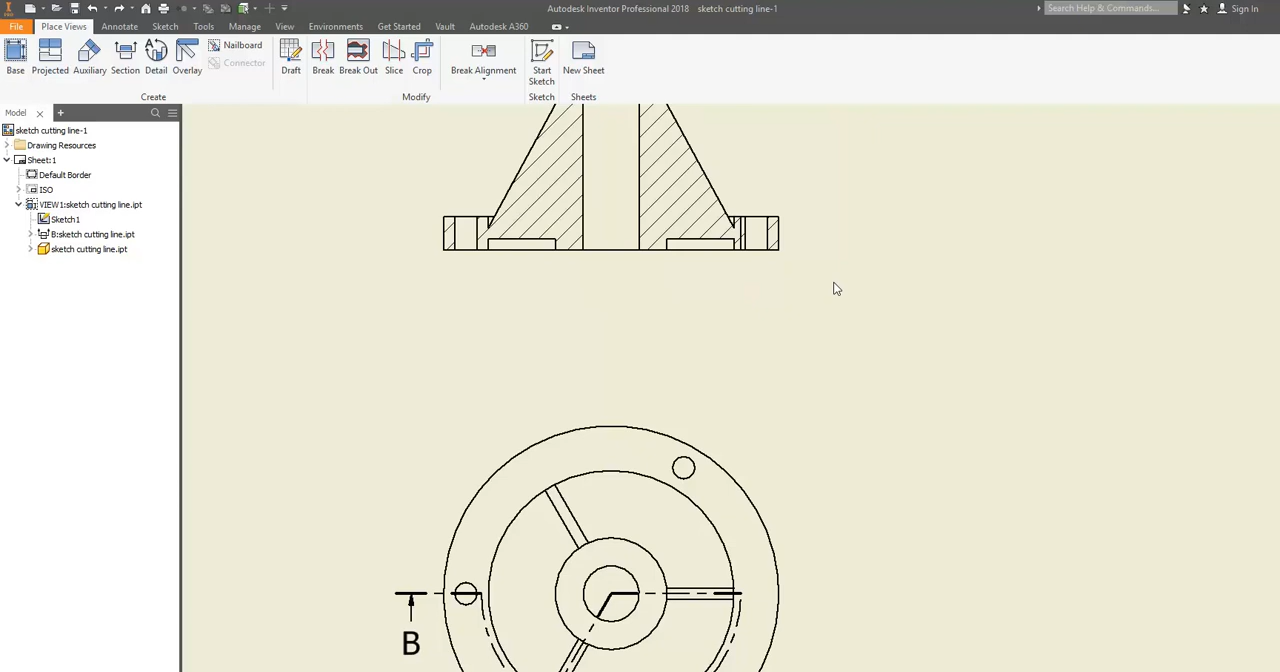 Autodesk Inventor Professional 2018 sketch cutting line-1
Search Help & Commands...
Sign In
File Place Views Annotate Sketch Tools Manage View Environments Get Started Vault Autodesk A360
Base Projected Auxiliary Section Detail Overlay
Nailboard
Connector
Draft Break Break Out Slice Crop Break Alignment
Start
Sketch
New Sheet
Create Modify Sketch Sheets
Model
sketch cutting line-1
Drawing Resources
Sheet:1
Default Border
ISO
VIEW1:sketch cutting line.ipt
Sketch1
B:sketch cutting line.ipt
sketch cutting line.ipt
B